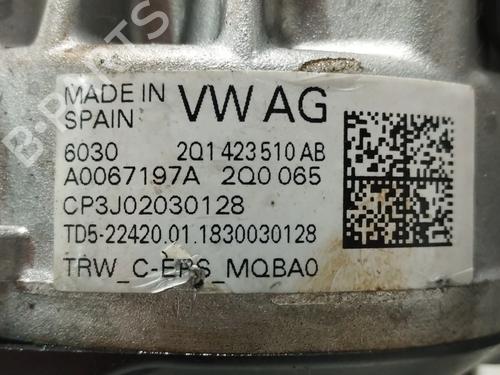 MADE IN
SPAIN
VW AG
6030 2Q1 423 510 AB
A0067197A 2Q0 065
CP3J02030128
TD5-22420.01.1830030128
TRW_C-EPS_MQBA0
B-PARTS